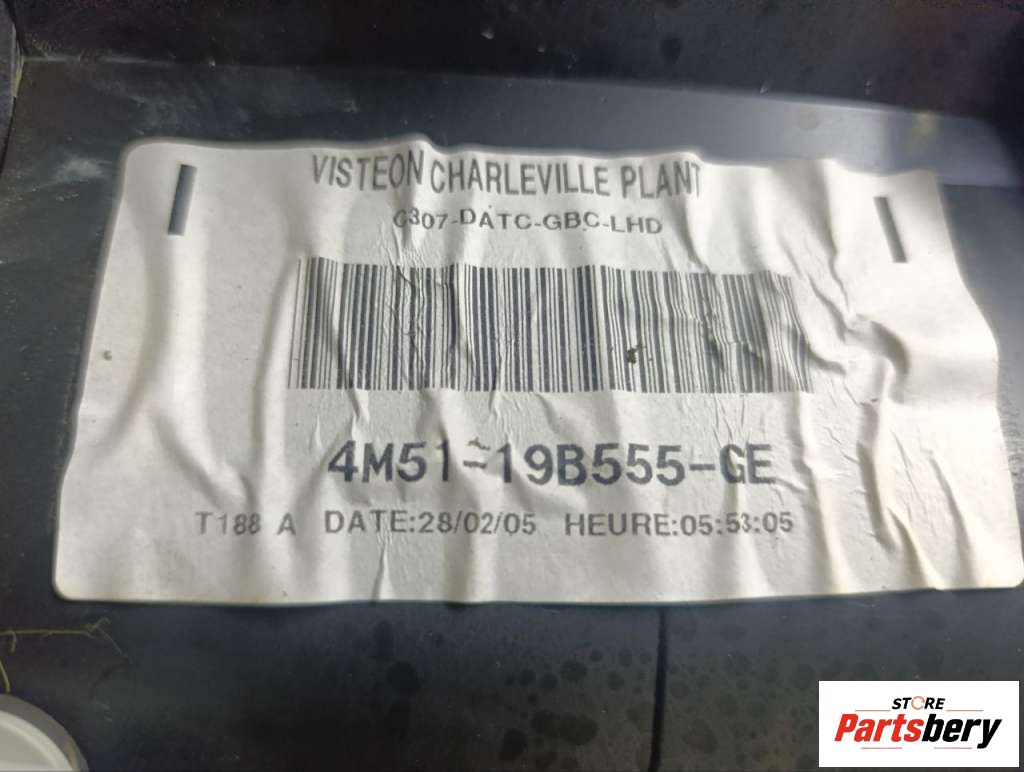 VISTEON CHARLEVILLE PLANT
C307-DATC-GBC-LHD
4M51-19B555-GE
T188 A DATE:28/02/05 HEURE:05:53:05
STORE
Partsbery